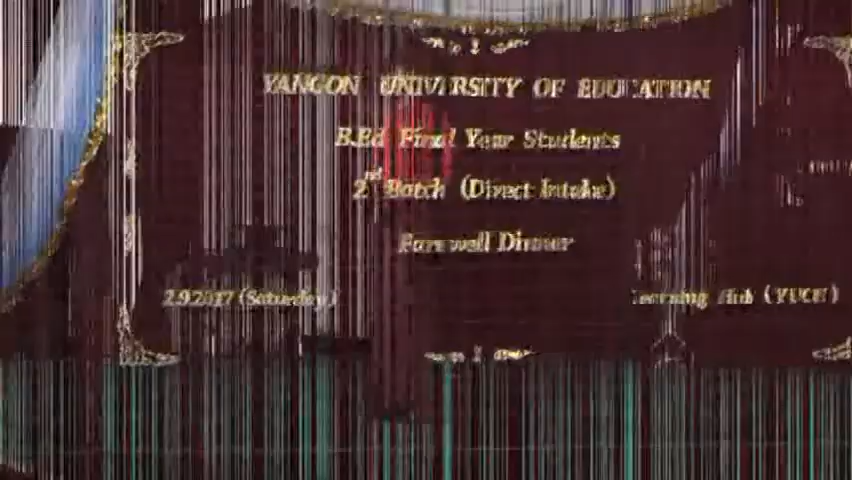 YANGON UNIVERSITY OF EDUCATION
B.Ed Final Year Students
2nd Batch (Direct Intake)
Farewell Dinner
2.9.2017 (Saturday)
Learning Hub (YUOE)